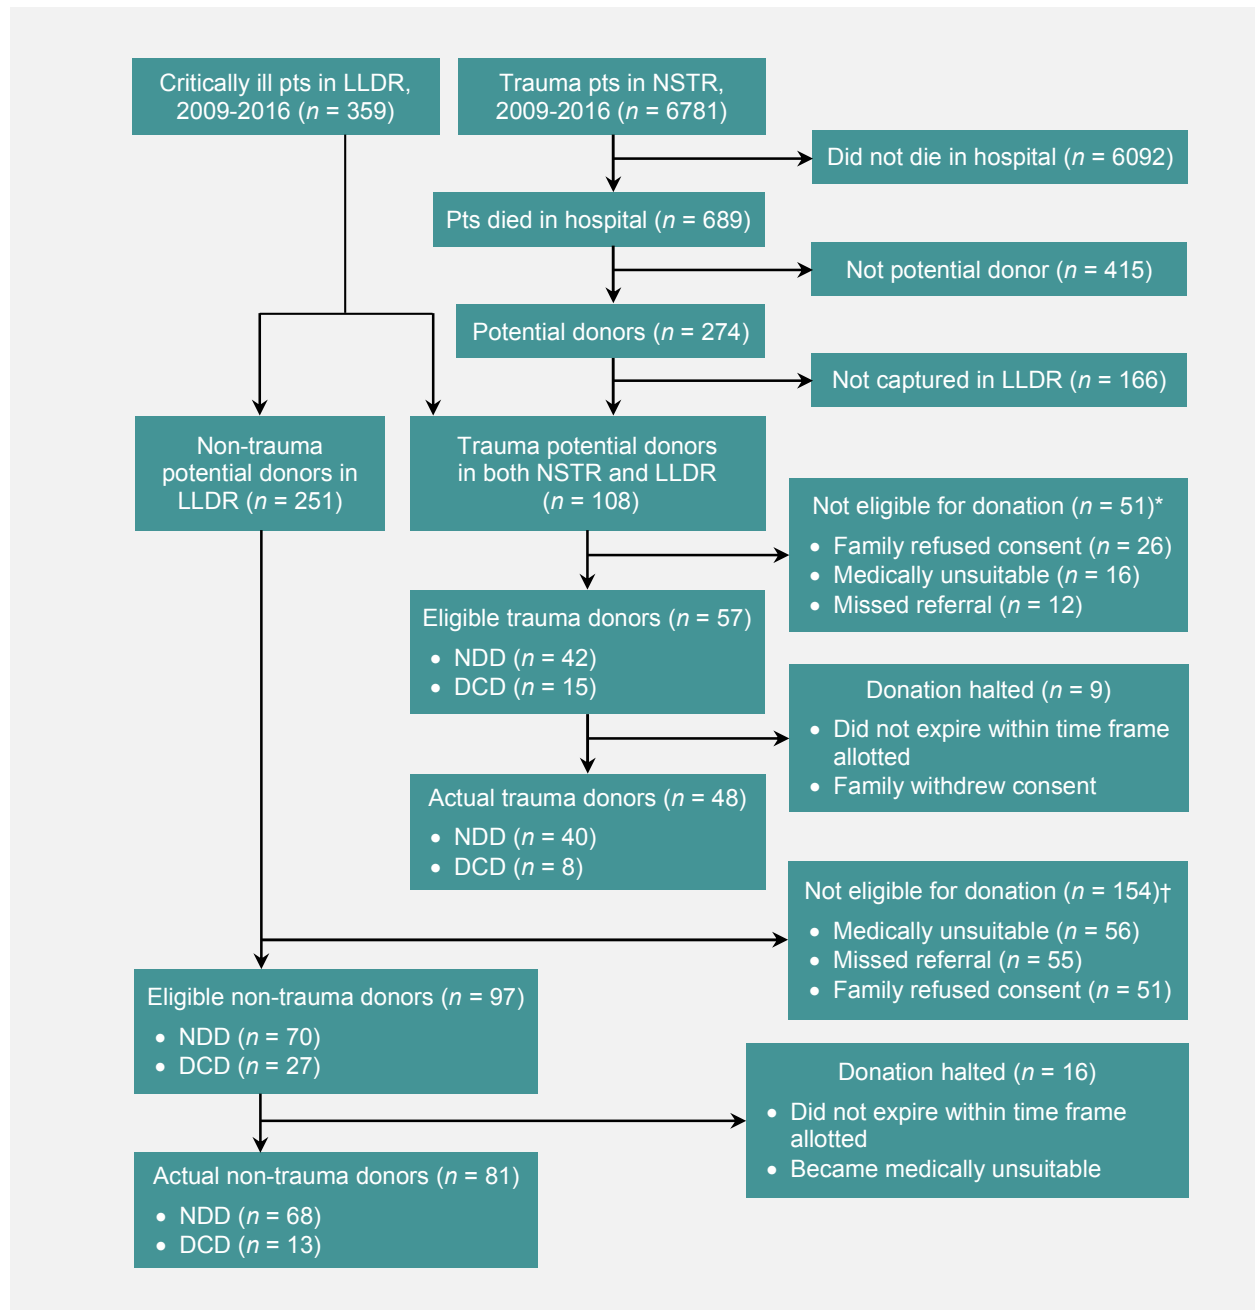 Critically ill pts in LLDR,
2009-2016 (n = 359)
Trauma pts in NSTR,
2009-2016 (n = 6781)
Did not die in hospital (n = 6092)
Pts died in hospital (n = 689)
Not potential donor (n = 415)
Potential donors (n = 274)
Not captured in LLDR (n = 166)
Non-trauma
potential donors in
LLDR (n = 251)
Trauma potential donors
in both NSTR and LLDR
(n = 108)
Not eligible for donation (n = 51)*
• Family refused consent (n = 26)
• Medically unsuitable (n = 16)
• Missed referral (n = 12)
Eligible trauma donors (n = 57)
• NDD (n = 42)
• DCD (n = 15)
Donation halted (n = 9)
• Did not expire within time frame
allotted
• Family withdrew consent
Actual trauma donors (n = 48)
• NDD (n = 40)
• DCD (n = 8)
Not eligible for donation (n = 154)†
• Medically unsuitable (n = 56)
• Missed referral (n = 55)
• Family refused consent (n = 51)
Eligible non-trauma donors (n = 97)
• NDD (n = 70)
• DCD (n = 27)
Donation halted (n = 16)
• Did not expire within time frame
allotted
• Became medically unsuitable
Actual non-trauma donors (n = 81)
• NDD (n = 68)
• DCD (n = 13)